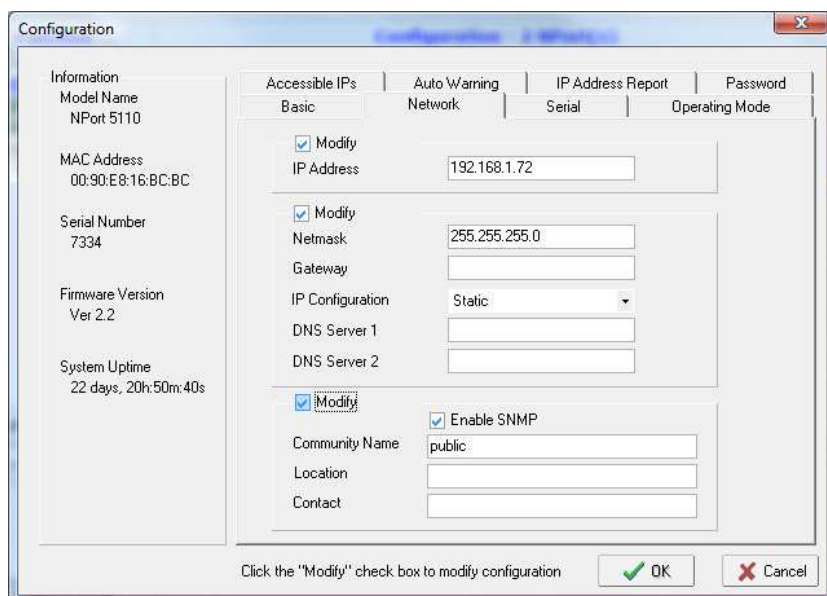 Configuration
Configuration - 1 NPort(s)
Information
Model Name
NPort 5110
MAC Address
00:90:E8:16:BC:BC
Serial Number
7334
Firmware Version
Ver 2.2
System Uptime
22 days, 20h:50m:40s
Accessible IPs
Auto Warning
IP Address Report
Password
Basic
Network
Serial
Operating Mode
Modify
IP Address
192.168.1.72
Modify
Netmask
255.255.255.0
Gateway
IP Configuration
Static
DNS Server 1
DNS Server 2
Modify
Enable SNMP
Community Name
public
Location
Contact
Click the "Modify" check box to modify configuration
OK
Cancel